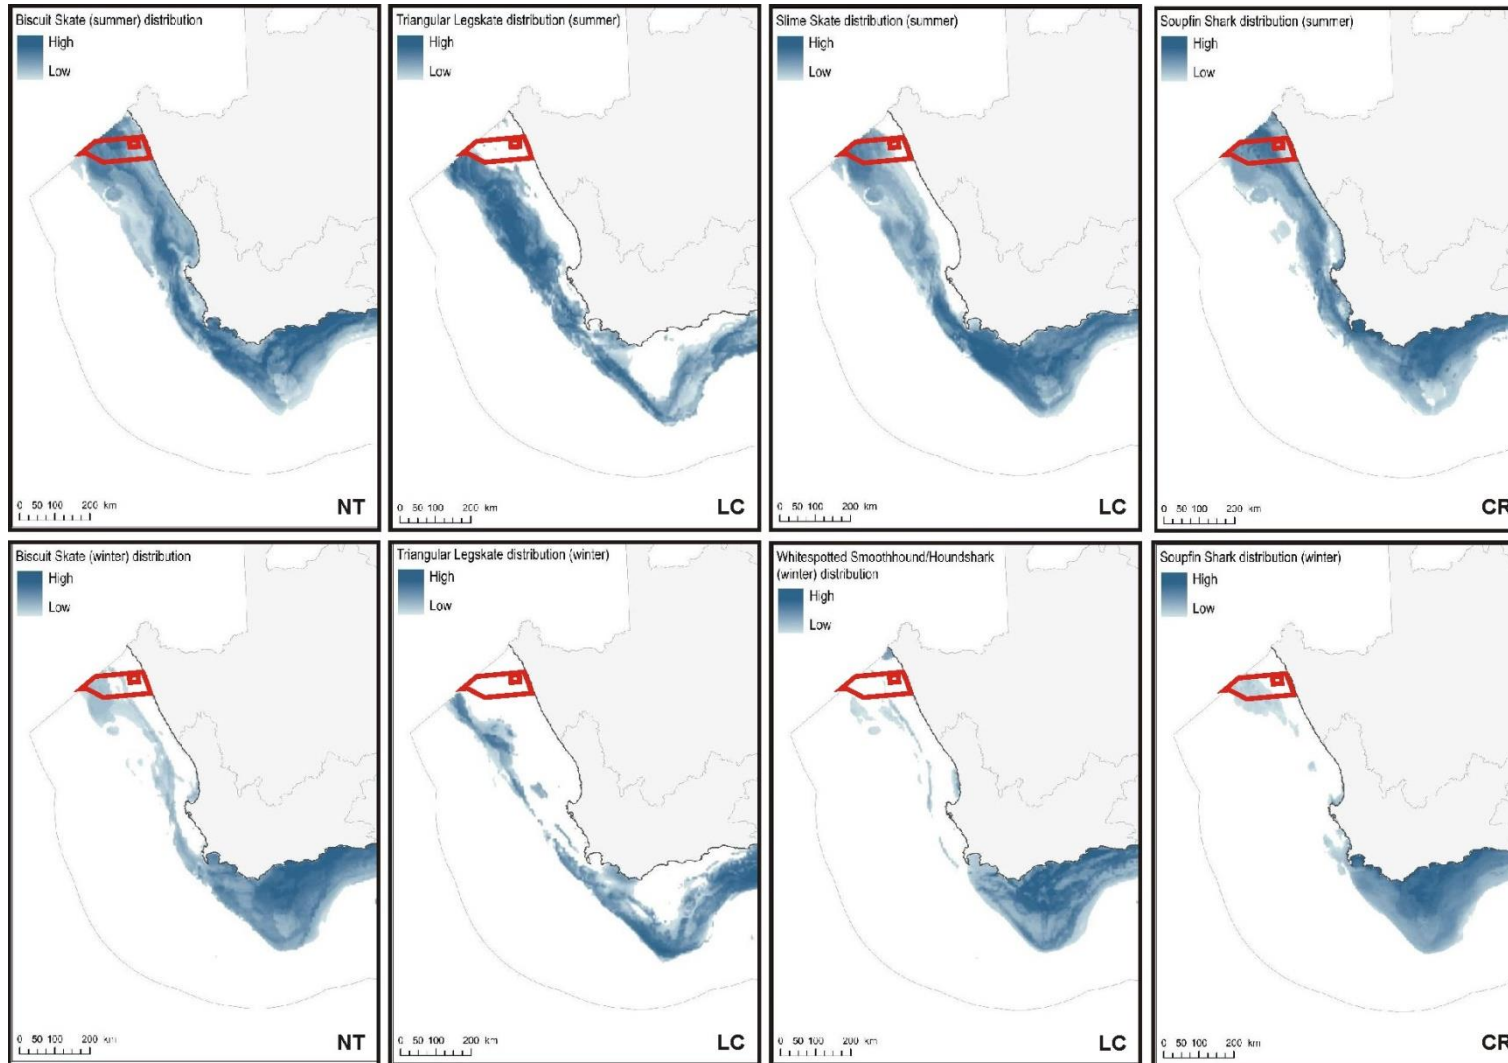 Biscuit Skate (summer) distribution
High
Low
0 50 100 200 km
NT
Triangular Legskate distribution (summer)
High
Low
0 50 100 200 km
LC
Slime Skate distribution (summer)
High
Low
0 50 100 200 km
LC
Soupfin Shark distribution (summer)
High
Low
0 50 100 200 km
CR
Biscuit Skate (winter) distribution
High
Low
0 50 100 200 km
NT
Triangular Legskate distribution (winter)
High
Low
0 50 100 200 km
LC
Whitespotted Smoothhound/Houndshark
(winter) distribution
High
Low
0 50 100 200 km
LC
Soupfin Shark distribution (winter)
High
Low
0 50 100 200 km
CR